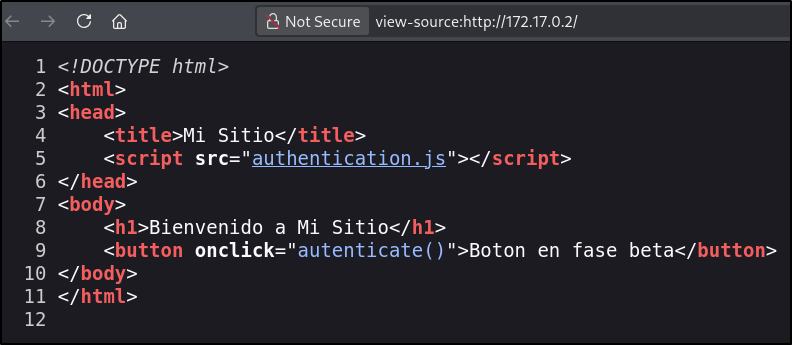 Not Secure view-source:http://172.17.0.2/
1 <!DOCTYPE html>
2 <html>
3 <head>
4     <title>Mi Sitio</title>
5     <script src="authentication.js"></script>
6 </head>
7 <body>
8     <h1>Bienvenido a Mi Sitio</h1>
9     <button onclick="autenticate()">Boton en fase beta</button>
10 </body>
11 </html>
12